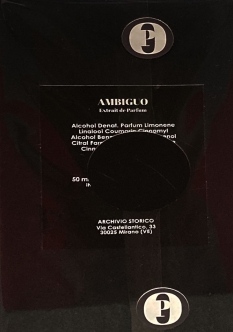 AMBIGUO
Extrait de Parfum
Alcohol Denat. Parfum Limonene
Linalool Coumarin Cinnamyl
Alcohol
Citral
50
ARCHIVIO STORICO
Via Castellantico, 33
30025 Mirano (VE)